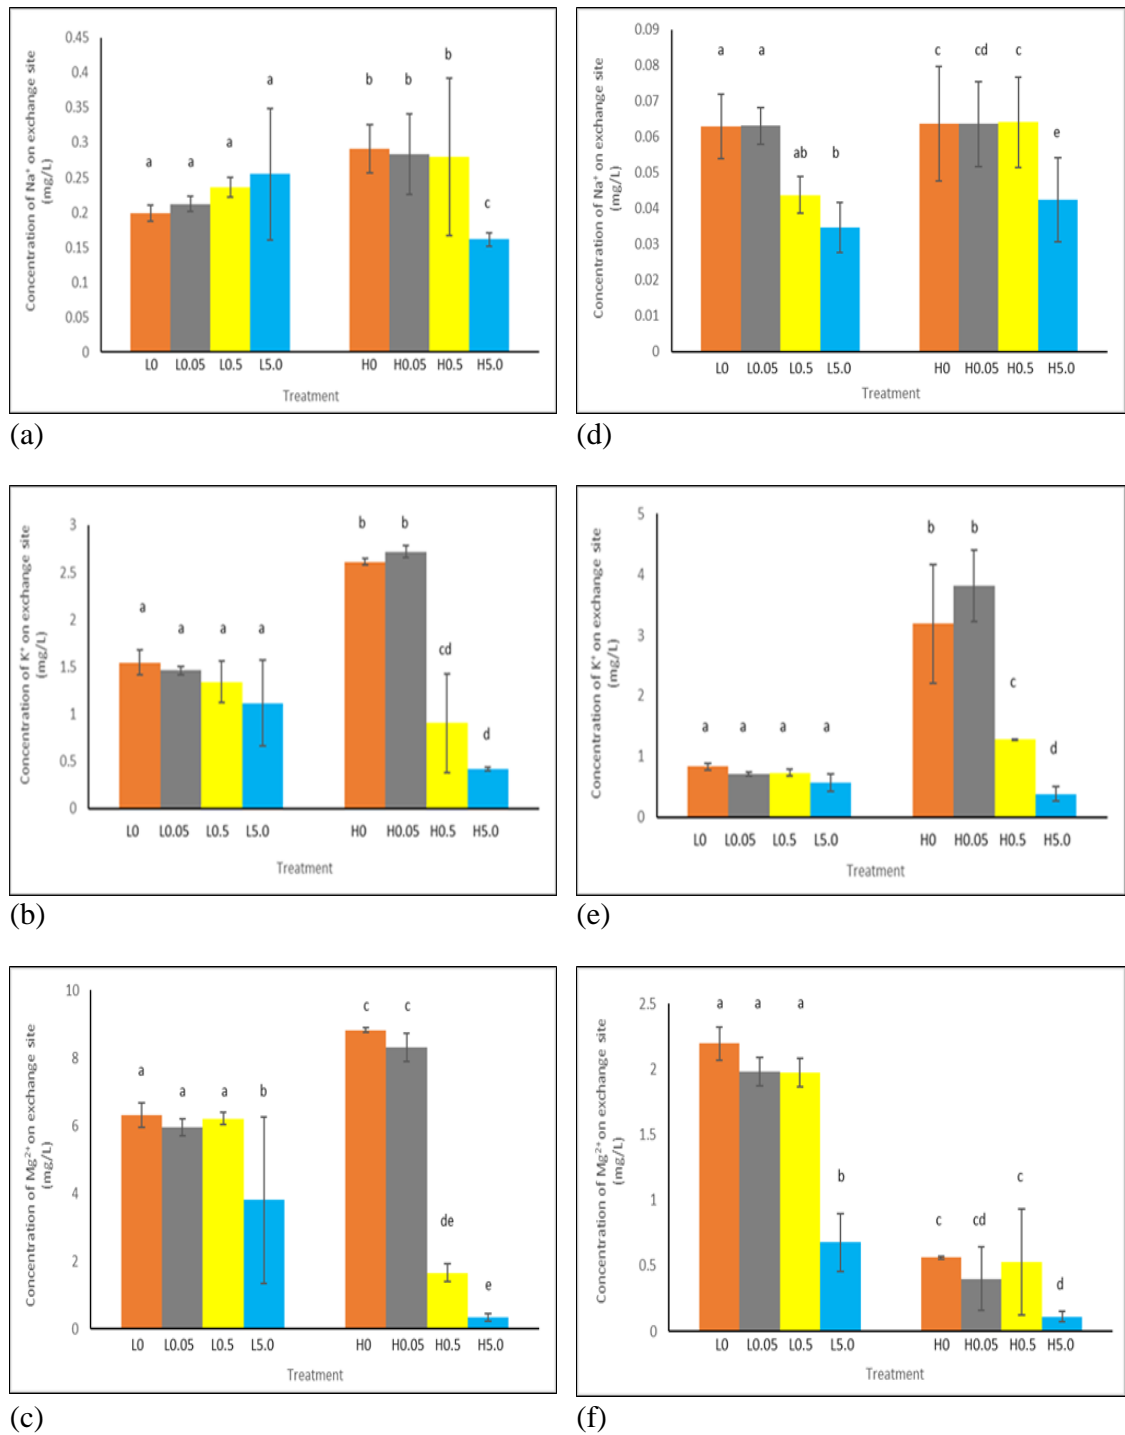 Concentration of Na⁺ on exchange site
(mg/L)
0.45
0.4
0.35
0.3
0.25
0.2
0.15
0.1
0.05
0
a a a a b b b c
L0 L0.05 L0.5 L5.0 H0 H0.05 H0.5 H5.0
Treatment
(a)
Concentration of Na⁺ on exchange site
(mg/L)
0.09
0.08
0.07
0.06
0.05
0.04
0.03
0.02
0.01
0
a a ab b c cd c e
L0 L0.05 L0.5 L5.0 H0 H0.05 H0.5 H5.0
Treatment
(d)
Concentration of K⁺ on exchange site
(mg/L)
3
2.5
2
1.5
1
0.5
0
a a a a b b cd d
L0 L0.05 L0.5 L5.0 H0 H0.05 H0.5 H5.0
Treatment
(b)
Concentration of K⁺ on exchange site
(mg/L)
5
4
3
2
1
0
a a a a b b c d
L0 L0.05 L0.5 L5.0 H0 H0.05 H0.5 H5.0
Treatment
(e)
Concentration of Mg²⁺ on exchange site
(mg/L)
10
8
6
4
2
0
a a a b c c de e
L0 L0.05 L0.5 L5.0 H0 H0.05 H0.5 H5.0
Treatment
(c)
Concentration of Mg²⁺ on exchange site
(mg/L)
2.5
2
1.5
1
0.5
0
a a a b c cd c d
L0 L0.05 L0.5 L5.0 H0 H0.05 H0.5 H5.0
Treatment
(f)